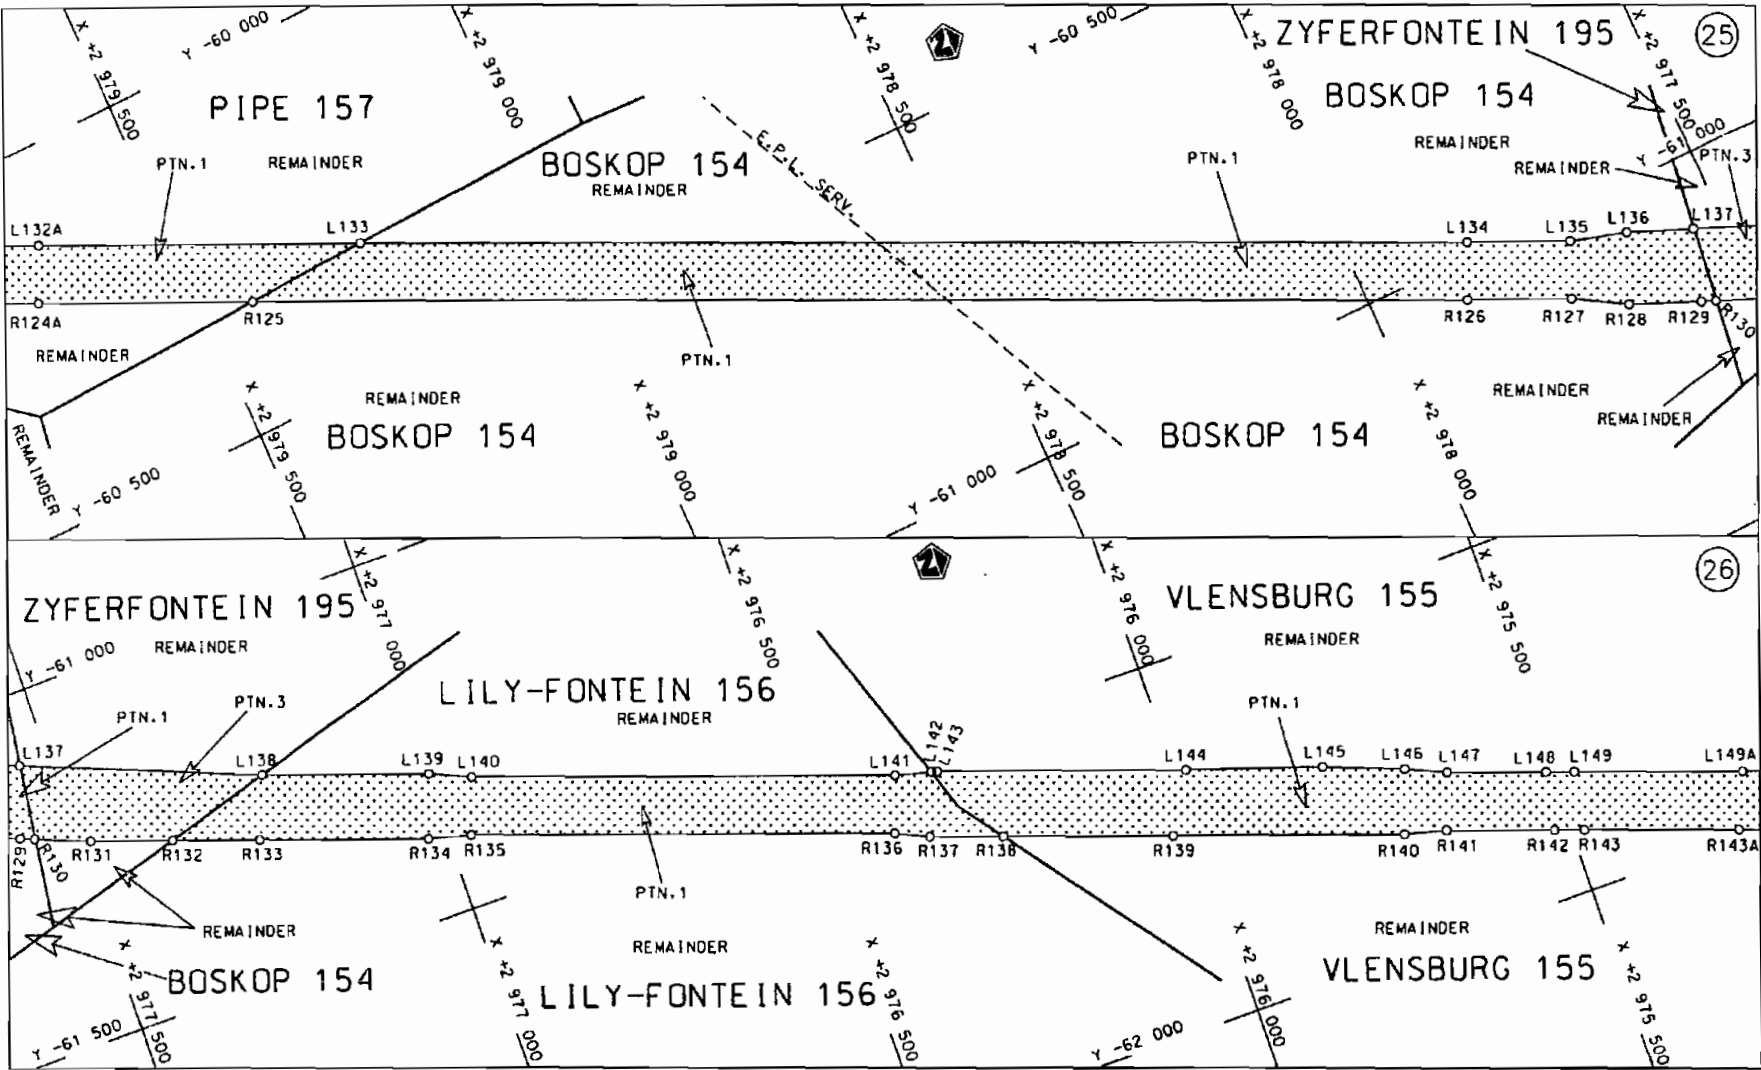 X +2 979 500
Y -60 000
X +2 979 000
X +2 978 500
Y -60 500
X +2 978 000
ZYFERFONTEIN 195
X +2 977 500
25
PIPE 157
BOSKOP 154
REMAINDER
Y -61 000
PTN.1
REMAINDER
BOSKOP 154
REMAINDER
E.P.L. SERV.
PTN.1
REMAINDER
PTN.3
L132A
L133
L134
L135
L136
L137
R124A
R125
R126
R127
R128
R129
R130
REMAINDER
PTN.1
REMAINDER
REMAINDER
REMAINDER
BOSKOP 154
BOSKOP 154
REMAINDER
X +2 979 500
X +2 979 000
X +2 978 500
X +2 978 000
Y -60 500
Y -61 000
X +2 977 000
X +2 976 500
X +2 976 000
X +2 975 500
26
ZYFERFONTEIN 195
REMAINDER
VLENSBURG 155
REMAINDER
Y -61 000
LILY-FONTEIN 156
REMAINDER
PTN.1
PTN.3
PTN.1
L137
L138
L139
L140
L141
L142
L143
L144
L145
L146
L147
L148
L149
L149A
R129
R130
R131
R132
R133
R134
R135
R136
R137
R138
R139
R140
R141
R142
R143
R143A
PTN.1
REMAINDER
REMAINDER
REMAINDER
BOSKOP 154
LILY-FONTEIN 156
VLENSBURG 155
X +2 977 500
X +2 977 000
X +2 976 500
X +2 976 000
X +2 975 500
Y -61 500
Y -62 000